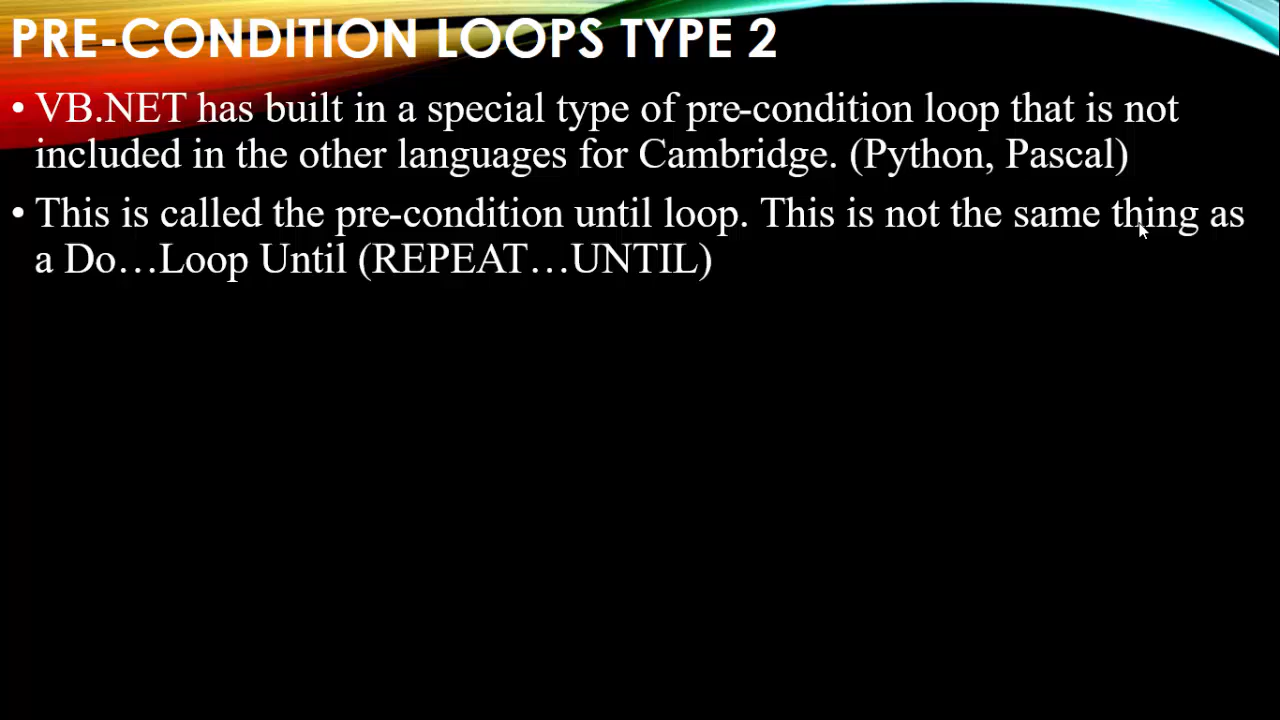 PRE-CONDITION LOOPS TYPE 2
• VB.NET has built in a special type of pre-condition loop that is not
included in the other languages for Cambridge. (Python, Pascal)
• This is called the pre-condition until loop. This is not the same thing as
a Do…Loop Until (REPEAT…UNTIL)